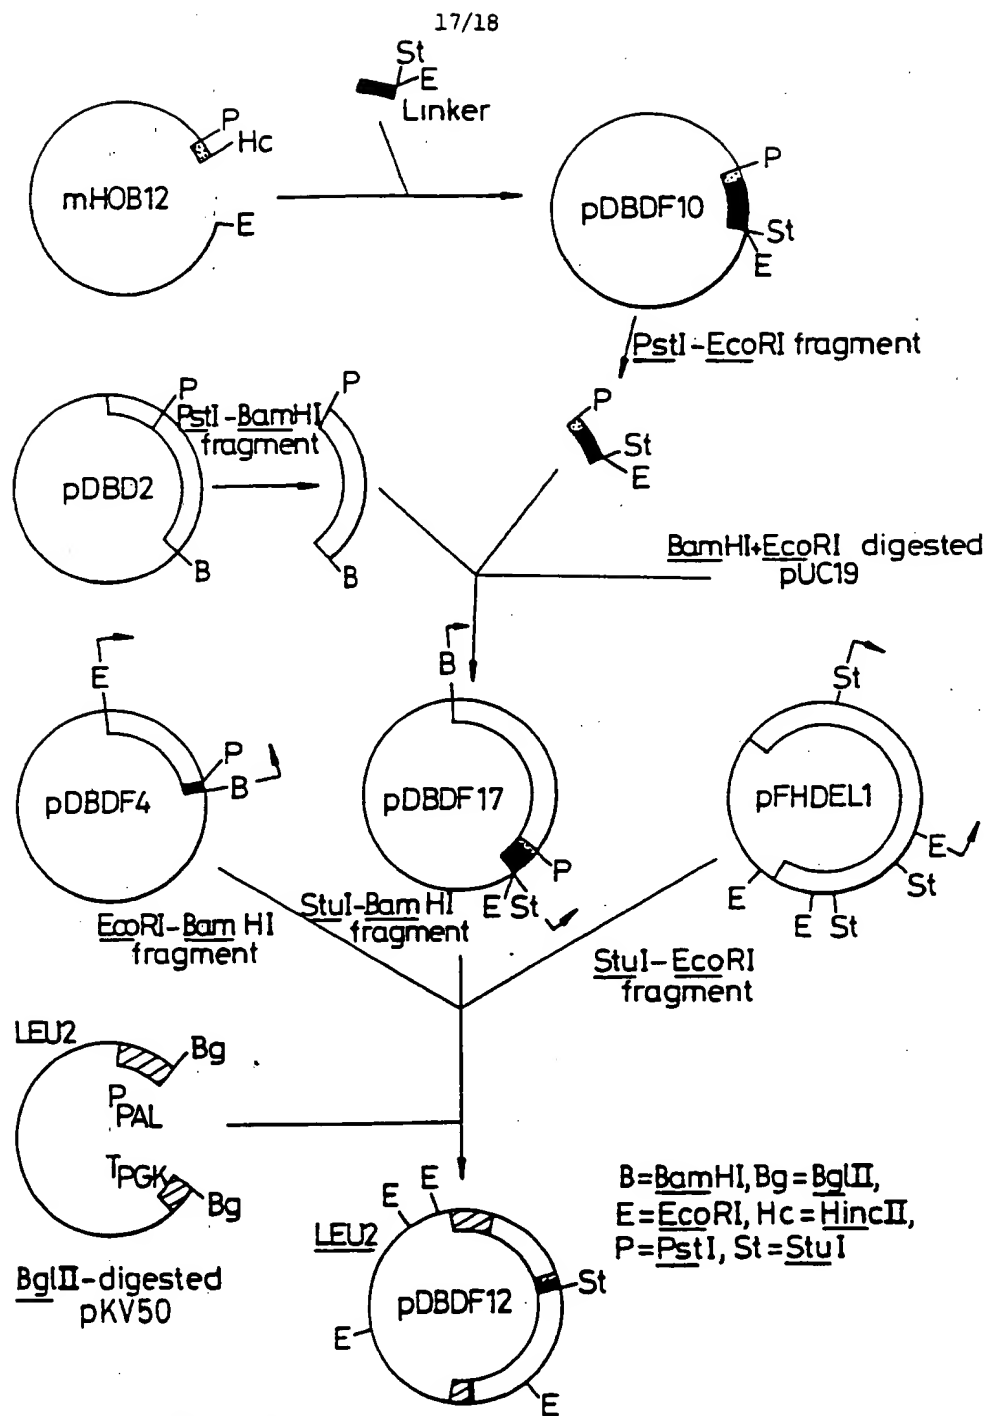 17/18
St
E
Linker
P
Hc
mHOB12
E
pDBDF10
P
St
E
PstI-EcoRI fragment
P
St
E
pDBD2
P
B
PstI-BamHI
fragment
P
B
BamHI+EcoRI digested
pUC19
E
pDBDF4
P
B
B
pDBDF17
P
E St
St
pFHDEL1
E
St
E
E St
EcoRI-Bam HI
fragment
StuI-Bam HI
fragment
StuI-EcoRI
fragment
LEU2
Bg
PPAL
TPGK
Bg
BglII-digested
pKV50
E
E
LEU2
pDBDF12
St
E
E
B=BamHI, Bg=BglII,
E=EcoRI, Hc=HincII,
P=PstI, St=StuI